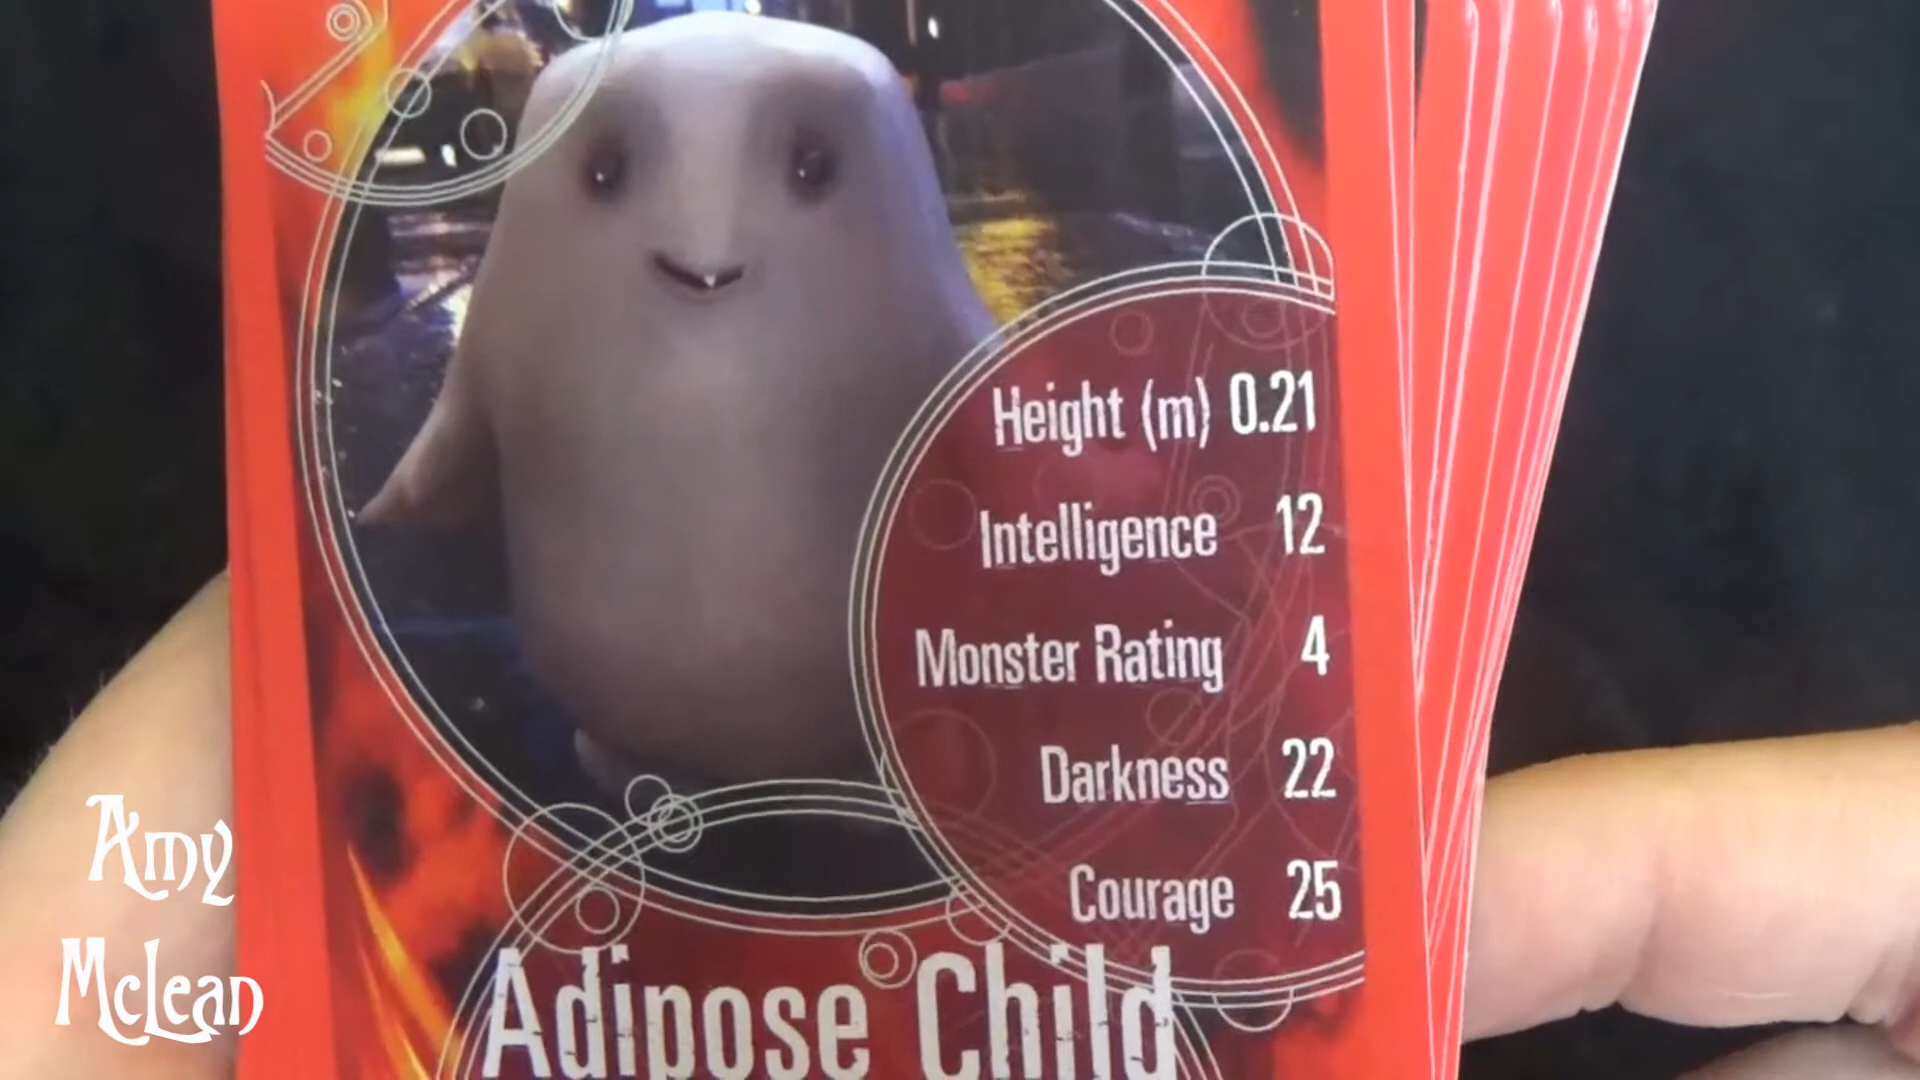 Height (m) 0.21
Intelligence 12
Monster Rating 4
Darkness 22
Courage 25
Adipose Child
Amy
McLean